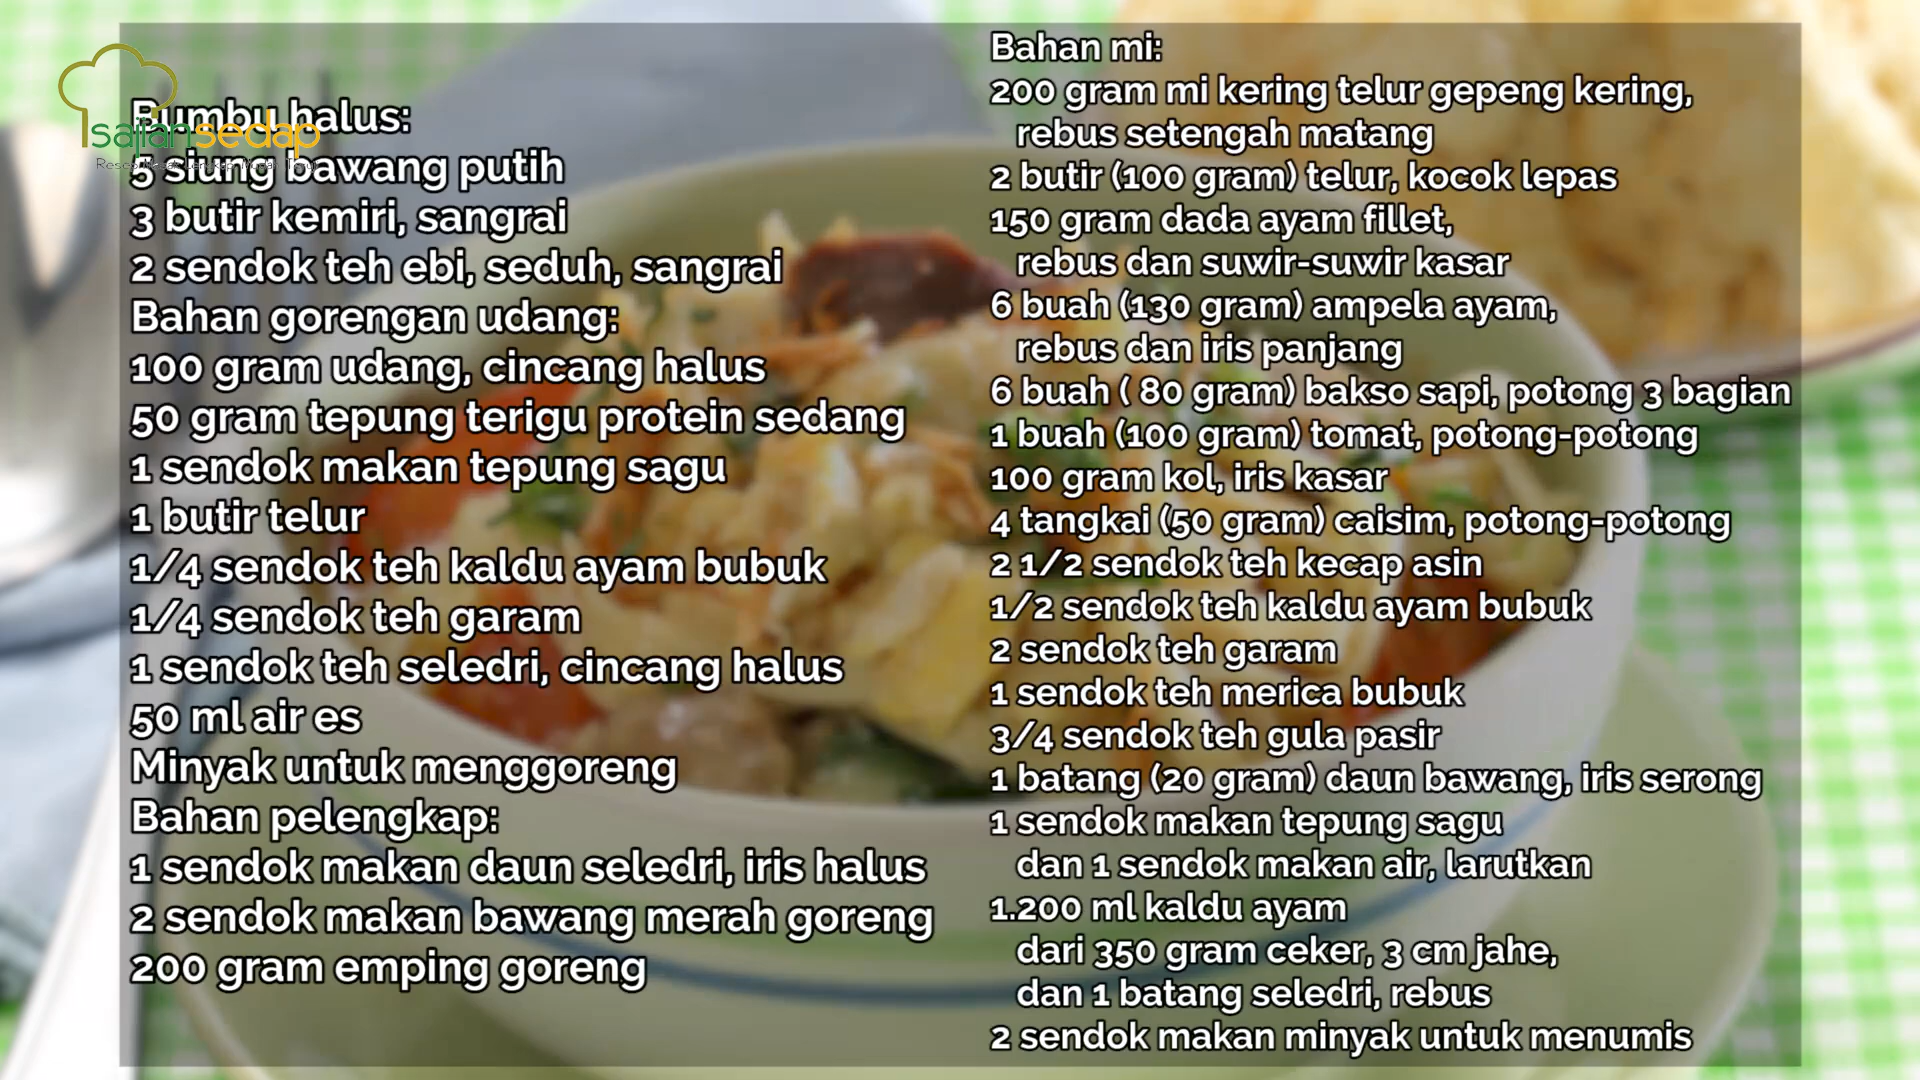 sajiansedap
Bumbu halus:
5 siung bawang putih
3 butir kemiri, sangrai
2 sendok teh ebi, seduh, sangrai
Bahan gorengan udang:
100 gram udang, cincang halus
50 gram tepung terigu protein sedang
1 sendok makan tepung sagu
1 butir telur
1/4 sendok teh kaldu ayam bubuk
1/4 sendok teh garam
1 sendok teh seledri, cincang halus
50 ml air es
Minyak untuk menggoreng
Bahan pelengkap:
1 sendok makan daun seledri, iris halus
2 sendok makan bawang merah goreng
200 gram emping goreng
Bahan mi:
200 gram mi kering telur gepeng kering,
rebus setengah matang
2 butir (100 gram) telur, kocok lepas
150 gram dada ayam fillet,
rebus dan suwir-suwir kasar
6 buah (130 gram) ampela ayam,
rebus dan iris panjang
6 buah ( 80 gram) bakso sapi, potong 3 bagian
1 buah (100 gram) tomat, potong-potong
100 gram kol, iris kasar
4 tangkai (50 gram) caisim, potong-potong
2 1/2 sendok teh kecap asin
1/2 sendok teh kaldu ayam bubuk
2 sendok teh garam
1 sendok teh merica bubuk
3/4 sendok teh gula pasir
1 batang (20 gram) daun bawang, iris serong
1 sendok makan tepung sagu
dan 1 sendok makan air, larutkan
1.200 ml kaldu ayam
dari 350 gram ceker, 3 cm jahe,
dan 1 batang seledri, rebus
2 sendok makan minyak untuk menumis